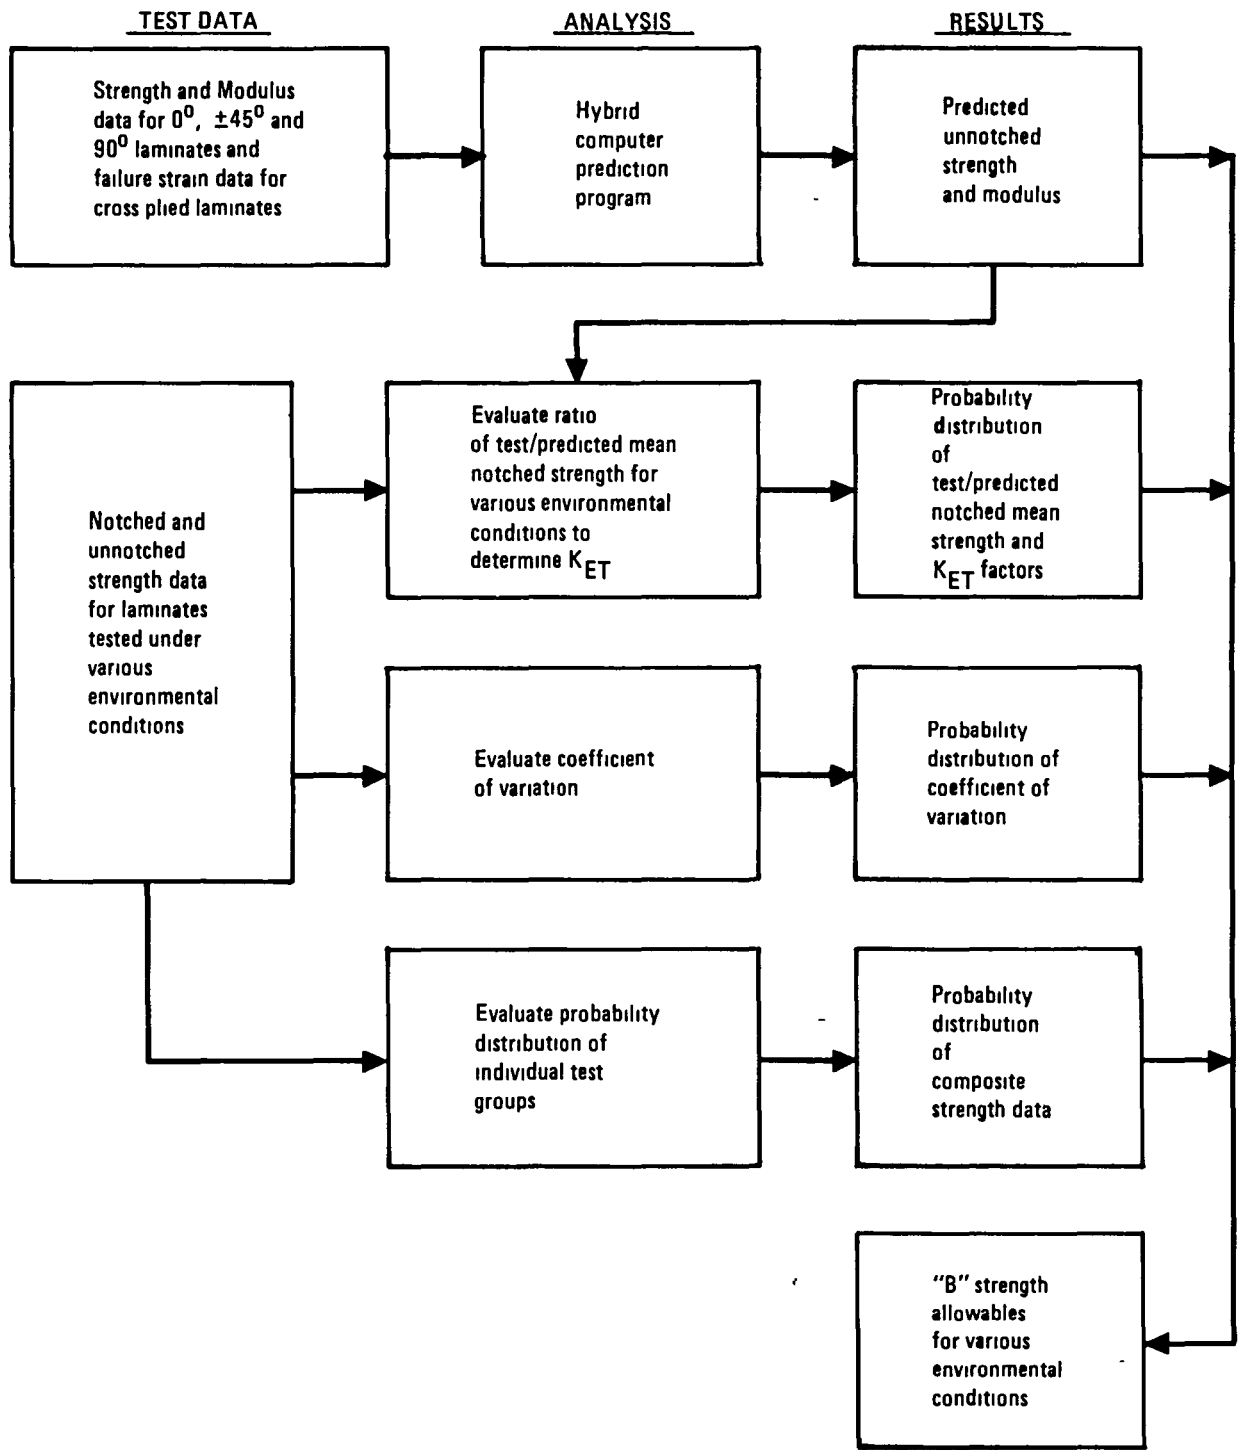 TEST DATA
ANALYSIS
RESULTS
Strength and Modulus
data for 0⁰, ±45⁰ and
90⁰ laminates and
failure strain data for
cross plied laminates
Hybrid
computer
prediction
program
Predicted
unnotched
strength
and modulus
Notched and
unnotched
strength data
for laminates
tested under
various
environmental
conditions
Evaluate ratio
of test/predicted mean
notched strength for
various environmental
conditions to
determine K_ET
Probability
distribution
of
test/predicted
notched mean
strength and
K_ET factors
Evaluate coefficient
of variation
Probability
distribution of
coefficient of
variation
Evaluate probability
distribution of
individual test
groups
Probability
distribution
of
composite
strength data
"B" strength
allowables
for various
environmental
conditions